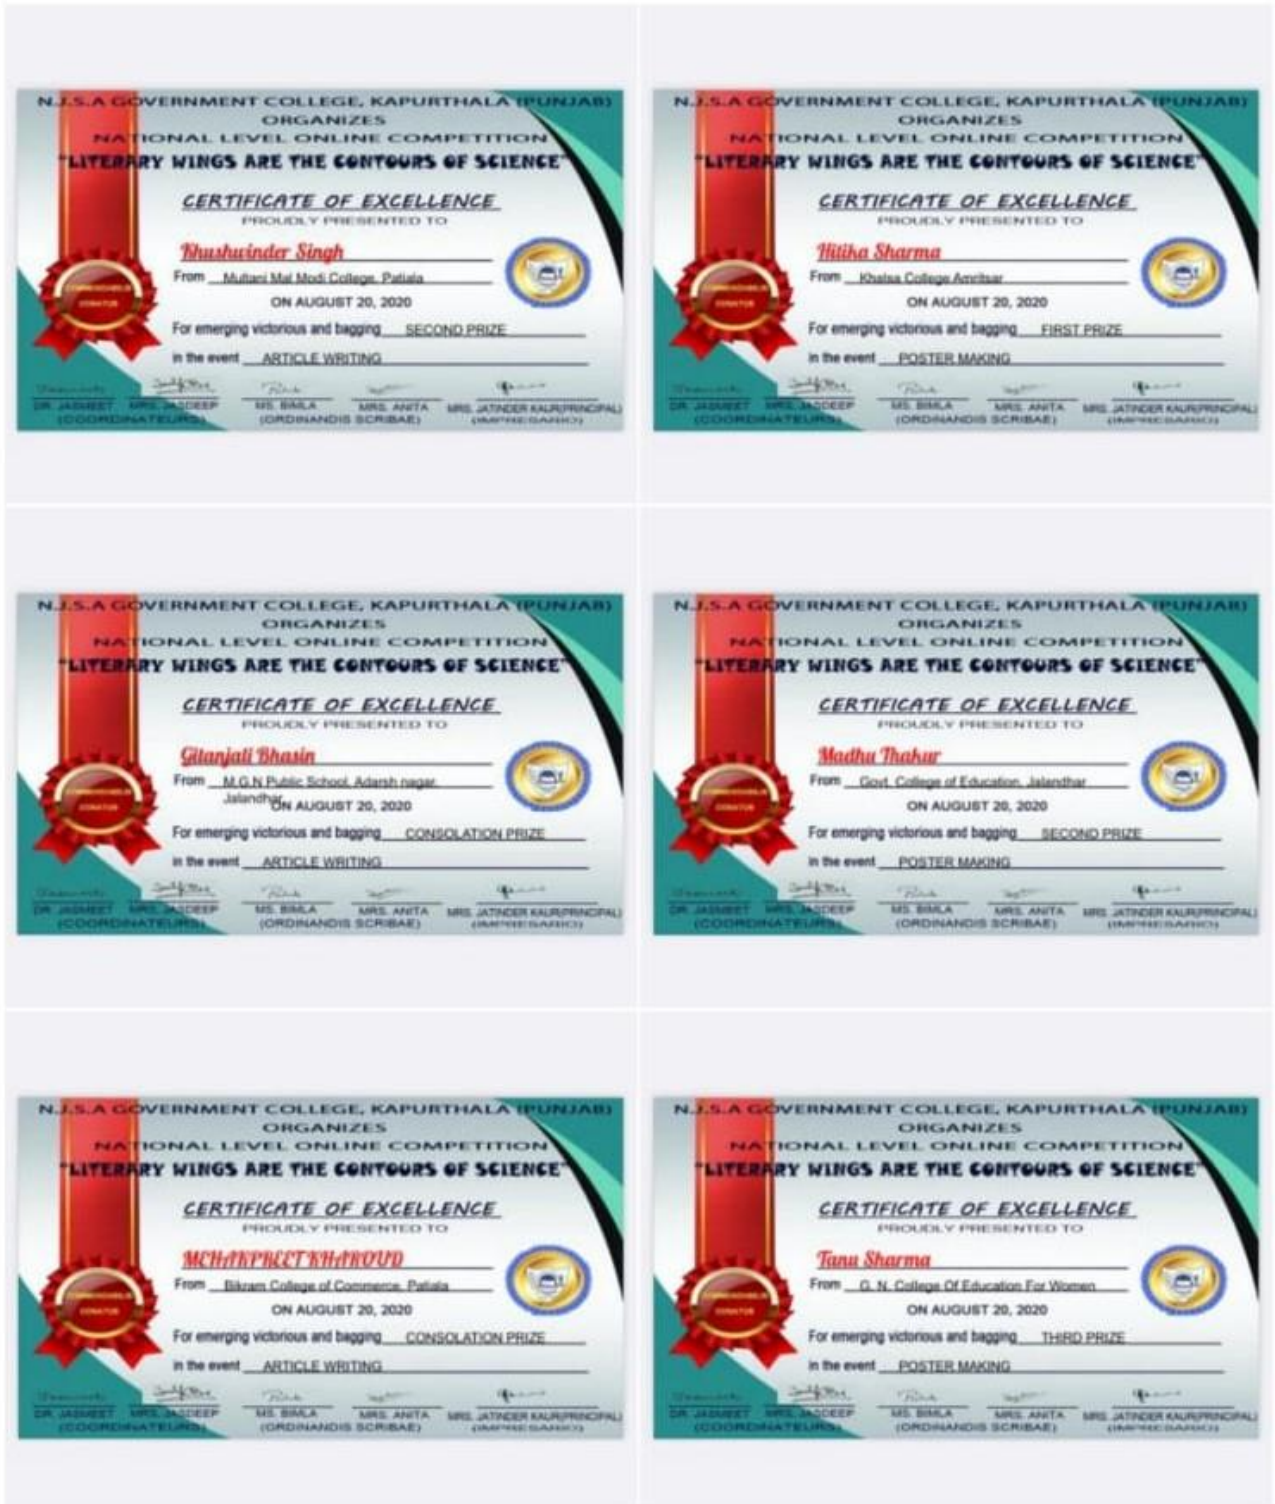 N.J.S.A GOVERNMENT COLLEGE, KAPURTHALA (PUNJAB)
ORGANIZES
NATIONAL LEVEL ONLINE COMPETITION
"LITERARY WINGS ARE THE CONTOURS OF SCIENCE"
CERTIFICATE OF EXCELLENCE
PROUDLY PRESENTED TO
Khushwinder Singh
From Multani Mal Modi College, Patiala
ON AUGUST 20, 2020
For emerging victorious and bagging SECOND PRIZE
in the event ARTICLE WRITING
DR. JASMEET MRS. JASDEEP MS. BIMLA MRS. ANITA MRS. JATINDER KAUR(PRINCIPAL)
(COORDINATEURS) (ORDINANDIS SCRIBAE) (IMPRESARIO)
N.J.S.A GOVERNMENT COLLEGE, KAPURTHALA (PUNJAB)
ORGANIZES
NATIONAL LEVEL ONLINE COMPETITION
"LITERARY WINGS ARE THE CONTOURS OF SCIENCE"
CERTIFICATE OF EXCELLENCE
PROUDLY PRESENTED TO
Hitika Sharma
From Khalsa College Amritsar
ON AUGUST 20, 2020
For emerging victorious and bagging FIRST PRIZE
in the event POSTER MAKING
DR. JASMEET MRS. JASDEEP MS. BIMLA MRS. ANITA MRS. JATINDER KAUR(PRINCIPAL)
(COORDINATEURS) (ORDINANDIS SCRIBAE) (IMPRESARIO)
N.J.S.A GOVERNMENT COLLEGE, KAPURTHALA (PUNJAB)
ORGANIZES
NATIONAL LEVEL ONLINE COMPETITION
"LITERARY WINGS ARE THE CONTOURS OF SCIENCE"
CERTIFICATE OF EXCELLENCE
PROUDLY PRESENTED TO
Gitanjali Bhasin
From M.G.N Public School, Adarsh nagar,
Jalandhar
ON AUGUST 20, 2020
For emerging victorious and bagging CONSOLATION PRIZE
in the event ARTICLE WRITING
DR. JASMEET MRS. JASDEEP MS. BIMLA MRS. ANITA MRS. JATINDER KAUR(PRINCIPAL)
(COORDINATEURS) (ORDINANDIS SCRIBAE) (IMPRESARIO)
N.J.S.A GOVERNMENT COLLEGE, KAPURTHALA (PUNJAB)
ORGANIZES
NATIONAL LEVEL ONLINE COMPETITION
"LITERARY WINGS ARE THE CONTOURS OF SCIENCE"
CERTIFICATE OF EXCELLENCE
PROUDLY PRESENTED TO
Madhu Thakur
From Govt. College of Education, Jalandhar
ON AUGUST 20, 2020
For emerging victorious and bagging SECOND PRIZE
in the event POSTER MAKING
DR. JASMEET MRS. JASDEEP MS. BIMLA MRS. ANITA MRS. JATINDER KAUR(PRINCIPAL)
(COORDINATEURS) (ORDINANDIS SCRIBAE) (IMPRESARIO)
N.J.S.A GOVERNMENT COLLEGE, KAPURTHALA (PUNJAB)
ORGANIZES
NATIONAL LEVEL ONLINE COMPETITION
"LITERARY WINGS ARE THE CONTOURS OF SCIENCE"
CERTIFICATE OF EXCELLENCE
PROUDLY PRESENTED TO
MEHAKPREET KHAROUD
From Bikram College of Commerce, Patiala
ON AUGUST 20, 2020
For emerging victorious and bagging CONSOLATION PRIZE
in the event ARTICLE WRITING
DR. JASMEET MRS. JASDEEP MS. BIMLA MRS. ANITA MRS. JATINDER KAUR(PRINCIPAL)
(COORDINATEURS) (ORDINANDIS SCRIBAE) (IMPRESARIO)
N.J.S.A GOVERNMENT COLLEGE, KAPURTHALA (PUNJAB)
ORGANIZES
NATIONAL LEVEL ONLINE COMPETITION
"LITERARY WINGS ARE THE CONTOURS OF SCIENCE"
CERTIFICATE OF EXCELLENCE
PROUDLY PRESENTED TO
Tanu Sharma
From G. N. College Of Education For Women
ON AUGUST 20, 2020
For emerging victorious and bagging THIRD PRIZE
in the event POSTER MAKING
DR. JASMEET MRS. JASDEEP MS. BIMLA MRS. ANITA MRS. JATINDER KAUR(PRINCIPAL)
(COORDINATEURS) (ORDINANDIS SCRIBAE) (IMPRESARIO)